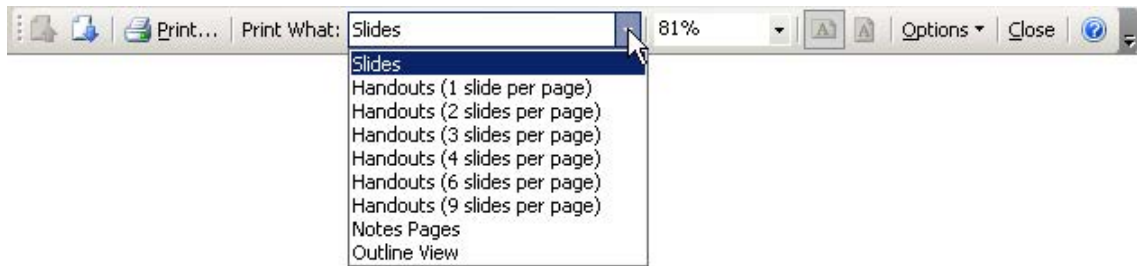 Print... Print What: Slides 81% A A Options Close ?
Slides
Handouts (1 slide per page)
Handouts (2 slides per page)
Handouts (3 slides per page)
Handouts (4 slides per page)
Handouts (6 slides per page)
Handouts (9 slides per page)
Notes Pages
Outline View